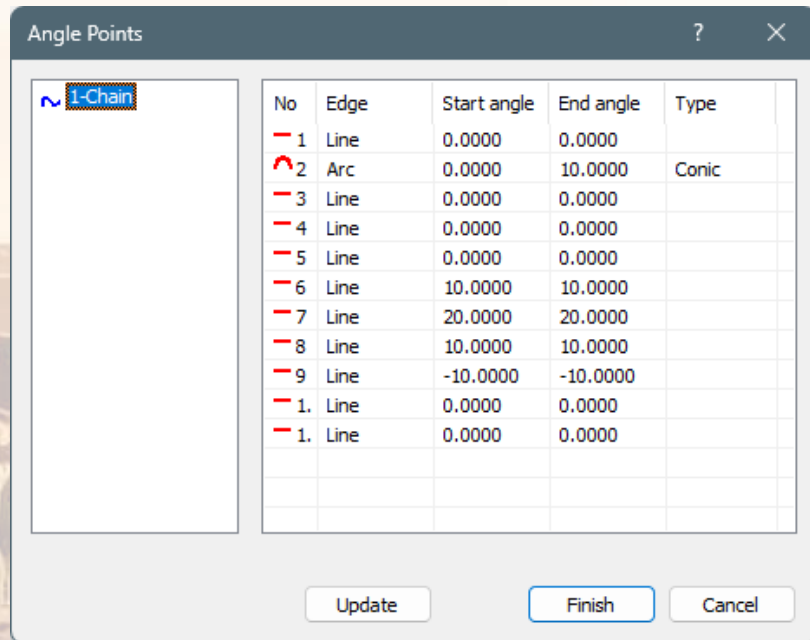 Angle Points ?
1-Chain
No Edge Start angle End angle Type
1 Line 0.0000 0.0000
2 Arc 0.0000 10.0000 Conic
3 Line 0.0000 0.0000
4 Line 0.0000 0.0000
5 Line 0.0000 0.0000
6 Line 10.0000 10.0000
7 Line 20.0000 20.0000
8 Line 10.0000 10.0000
9 Line -10.0000 -10.0000
1. Line 0.0000 0.0000
1. Line 0.0000 0.0000
Update Finish Cancel